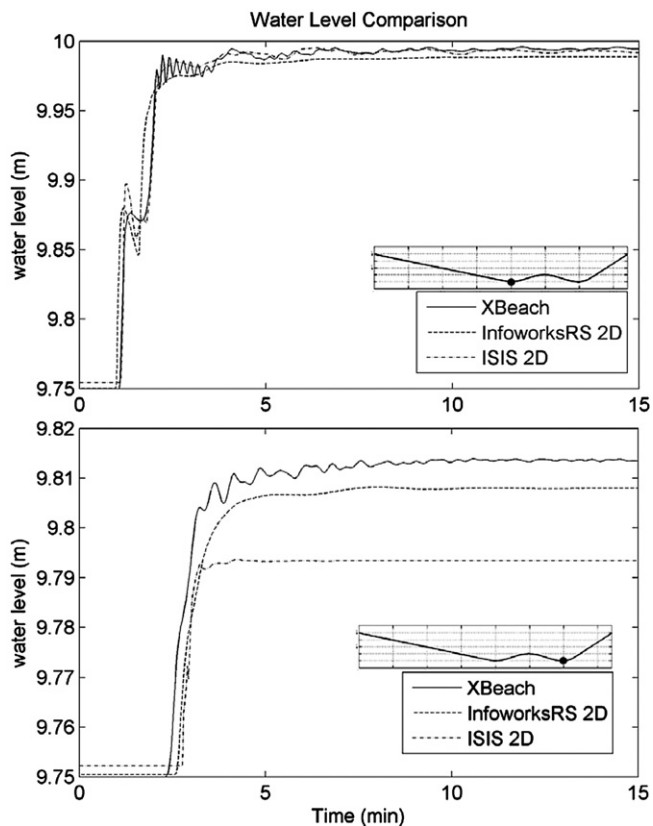 Water Level Comparison
10
9.95
9.9
9.85
9.8
9.75
water level (m)
XBeach
InfoworksRS 2D
ISIS 2D
0
5
10
15
9.82
9.81
9.8
9.79
9.77
9.76
9.75
water level (m)
XBeach
InfoworksRS 2D
ISIS 2D
0
5
10
15
Time (min)